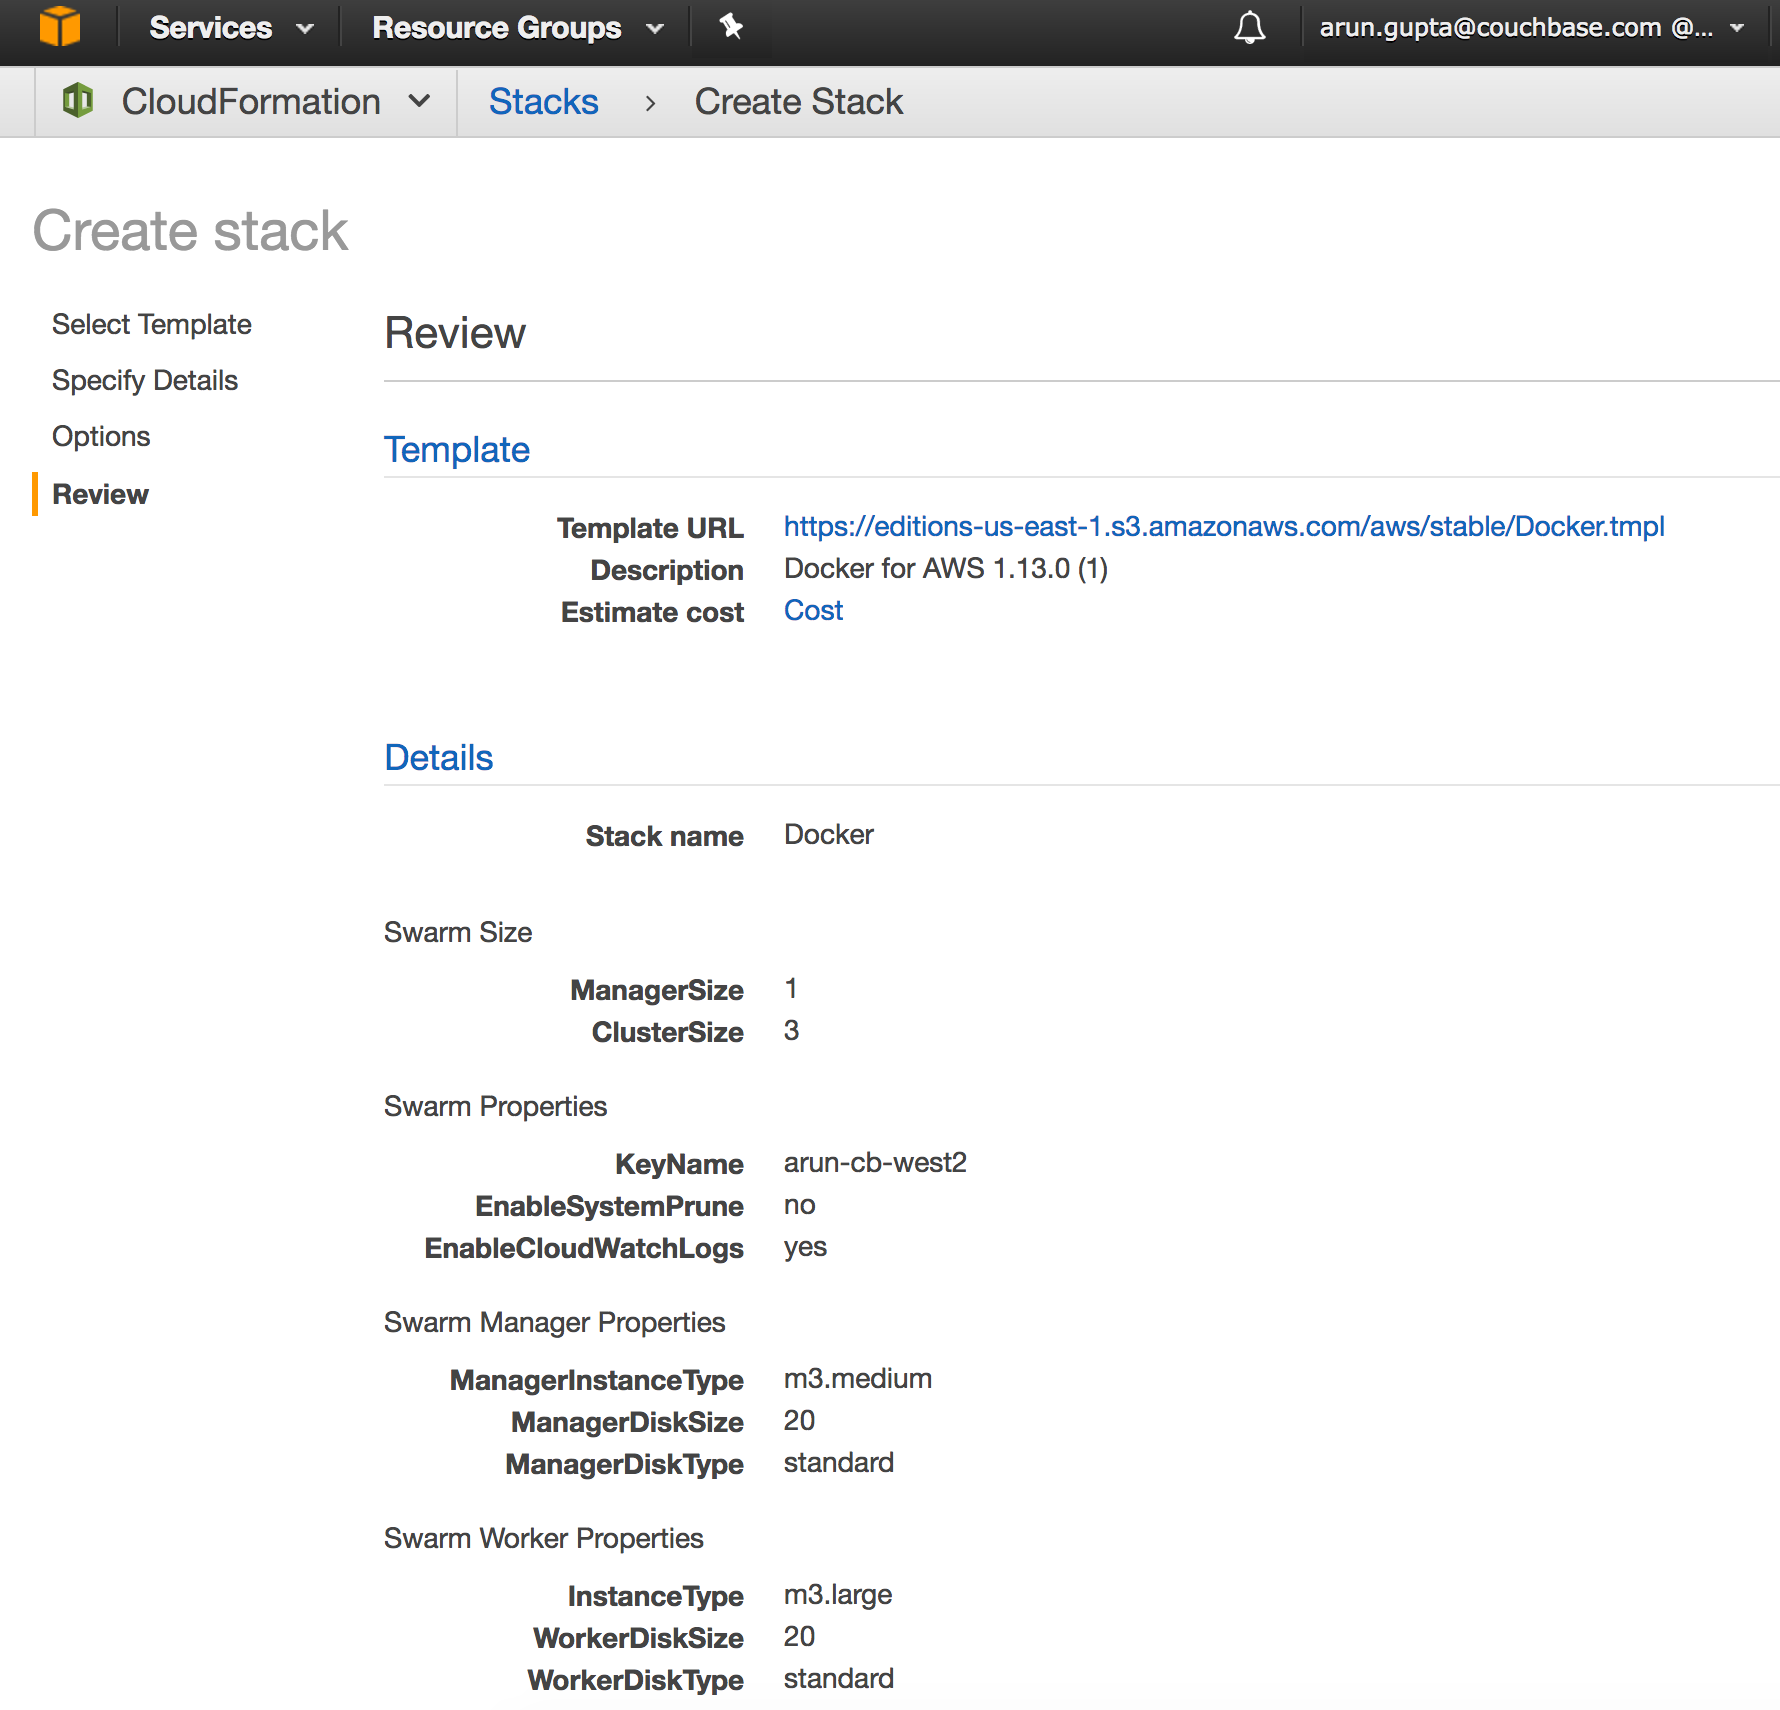 Services Resource Groups arun.gupta@couchbase.com @...
CloudFormation Stacks › Create Stack
Create stack
Select Template
Specify Details
Options
Review
Review
Template
Template URL https://editions-us-east-1.s3.amazonaws.com/aws/stable/Docker.tmpl
Description Docker for AWS 1.13.0 (1)
Estimate cost Cost
Details
Stack name Docker
Swarm Size
ManagerSize 1
ClusterSize 3
Swarm Properties
KeyName arun-cb-west2
EnableSystemPrune no
EnableCloudWatchLogs yes
Swarm Manager Properties
ManagerInstanceType m3.medium
ManagerDiskSize 20
ManagerDiskType standard
Swarm Worker Properties
InstanceType m3.large
WorkerDiskSize 20
WorkerDiskType standard